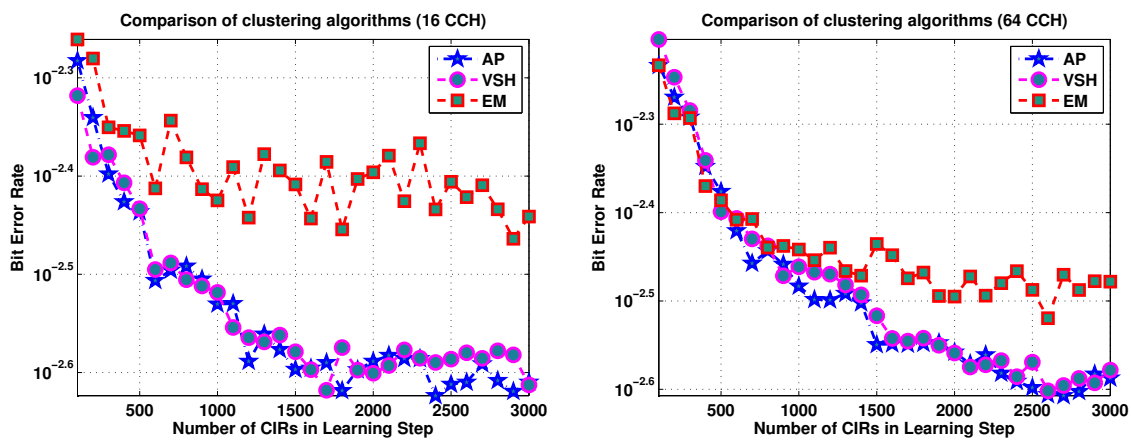 Comparison of clustering algorithms (16 CCH)
AP
VSH
EM
10^-2.3
10^-2.4
10^-2.5
10^-2.6
Bit Error Rate
500 1000 1500 2000 2500 3000
Number of CIRs in Learning Step
Comparison of clustering algorithms (64 CCH)
AP
VSH
EM
10^-2.3
10^-2.4
10^-2.5
10^-2.6
Bit Error Rate
500 1000 1500 2000 2500 3000
Number of CIRs in Learning Step